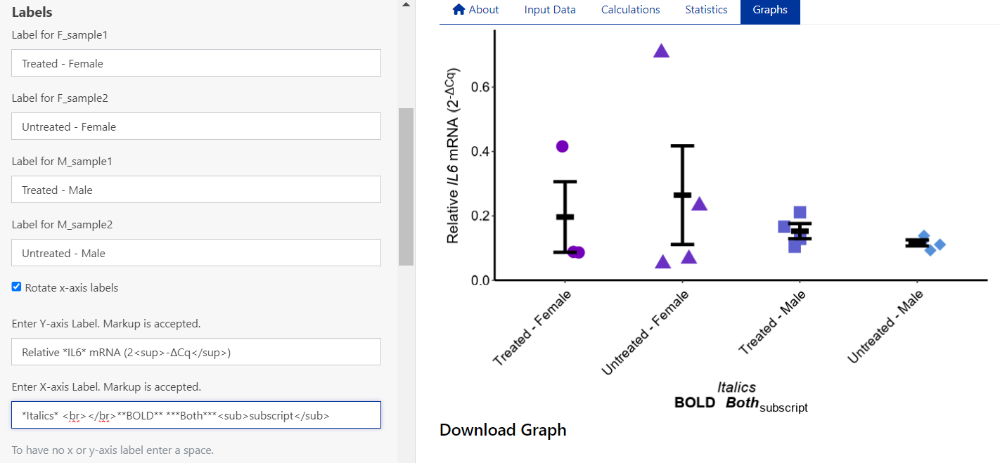 Labels
Label for F_sample1
Treated - Female
Label for F_sample2
Untreated - Female
Label for M_sample1
Treated - Male
Label for M_sample2
Untreated - Male
Rotate x-axis labels
Enter Y-axis Label. Markup is accepted.
Relative *IL6* mRNA (2<sup>-ΔCq</sup>)
Enter X-axis Label. Markup is accepted.
*Italics* <br></br>**BOLD** ***Both***<sub>subscript</sub>
To have no x or y-axis label enter a space.
About Input Data Calculations Statistics Graphs
Relative IL6 mRNA (2-ΔCq)
0.6
0.4
0.2
0.0
Treated - Female
Untreated - Female
Treated - Male
Untreated - Male
Italics
BOLD Both subscript
Download Graph